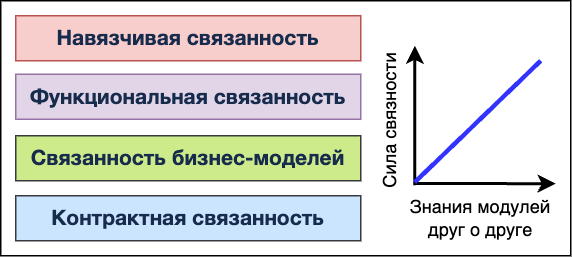 Навязчивая связанность
Функциональная связанность
Связанность бизнес-моделей
Контрактная связанность
Сила связности
Знания модулей
друг о друге